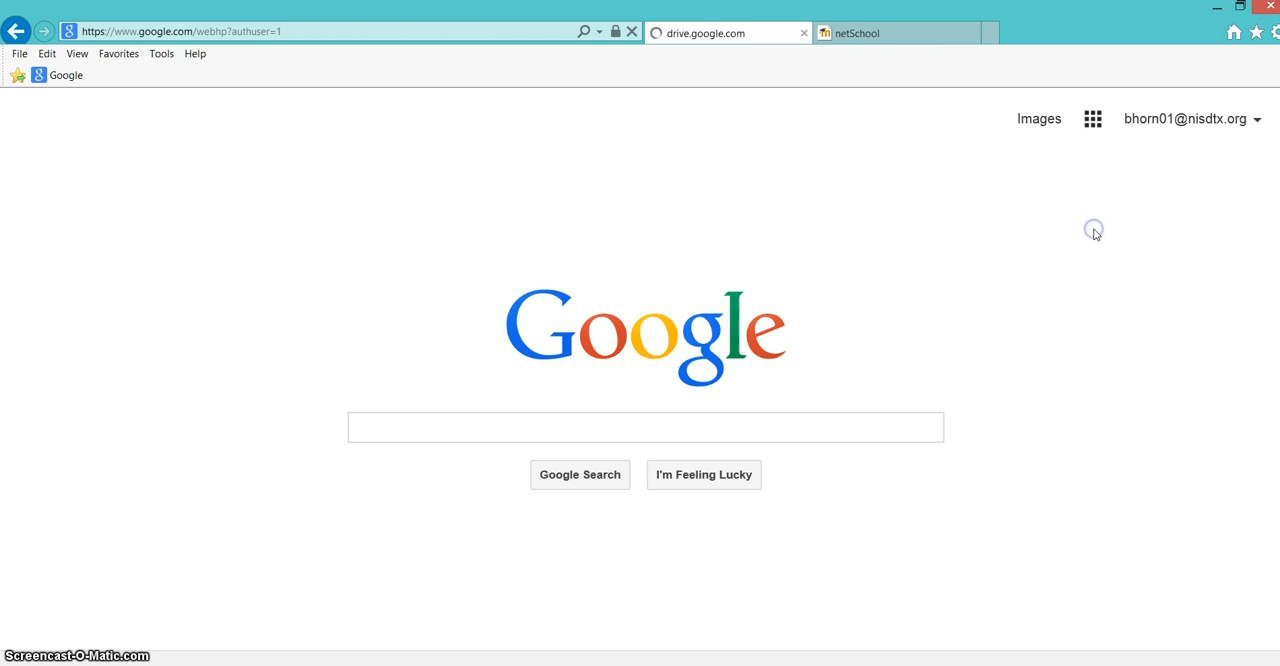 https://www.google.com/webhp?authuser=1
drive.google.com
netSchool
File Edit View Favorites Tools Help
Google
Images
bhorn01@nisdtx.org
Google
Google Search
I'm Feeling Lucky
Screencast-O-Matic.com